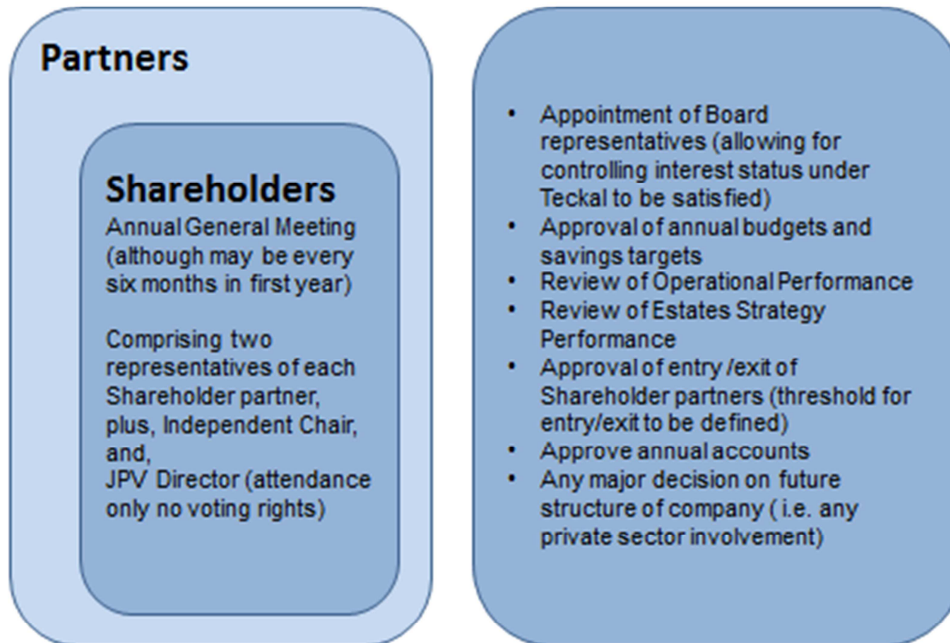 Partners
Shareholders
Annual General Meeting
(although may be every
six months in first year)
Comprising two
representatives of each
Shareholder partner,
plus, Independent Chair,
and,
JPV Director (attendance
only no voting rights)
• Appointment of Board
representatives (allowing for
controlling interest status under
Teckal to be satisfied)
• Approval of annual budgets and
savings targets
• Review of Operational Performance
• Review of Estates Strategy
Performance
• Approval of entry /exit of
Shareholder partners (threshold for
entry/exit to be defined)
• Approve annual accounts
• Any major decision on future
structure of company ( i.e. any
private sector involvement)